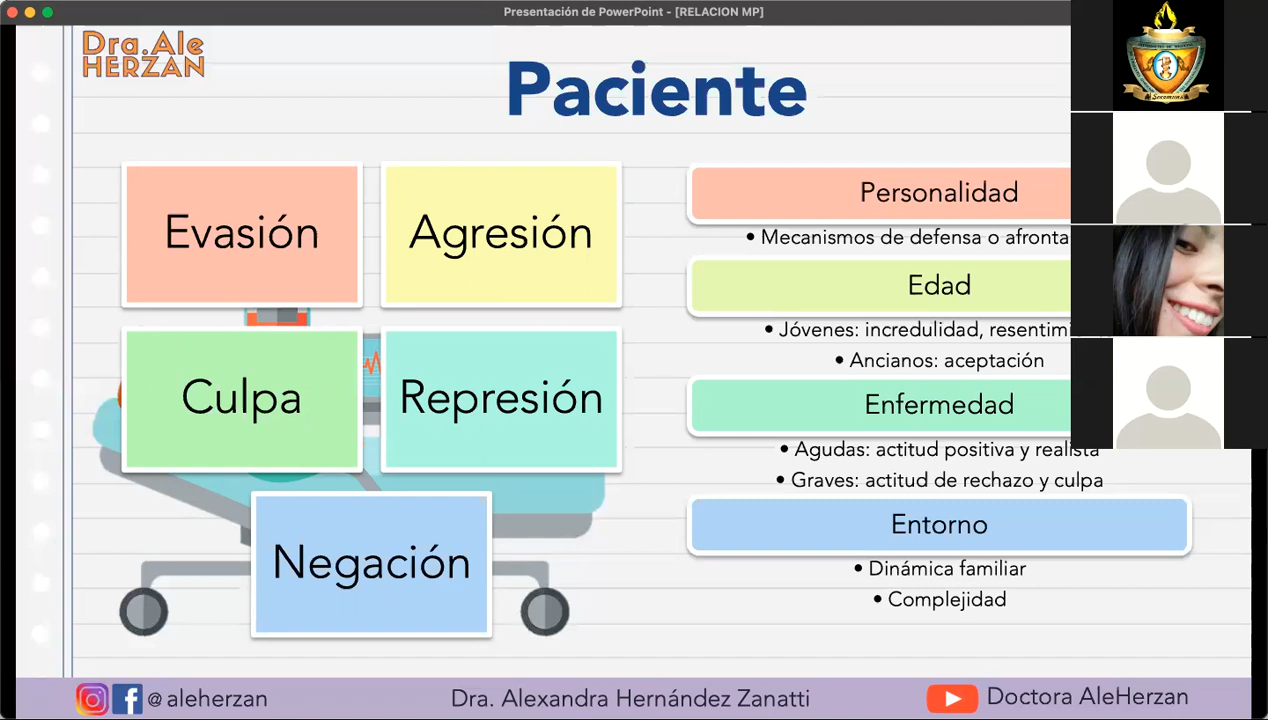 Presentación de PowerPoint - [RELACION MP]
Dra.Ale
HERZAN
Paciente
Evasión
Agresión
Culpa
Represión
Negación
Personalidad
• Mecanismos de defensa o afronta
Edad
• Jóvenes: incredulidad, resentimi
• Ancianos: aceptación
Enfermedad
• Agudas: actitud positiva y realista
• Graves: actitud de rechazo y culpa
Entorno
• Dinámica familiar
• Complejidad
@aleherzan
Dra. Alexandra Hernández Zanatti
Doctora AleHerzan